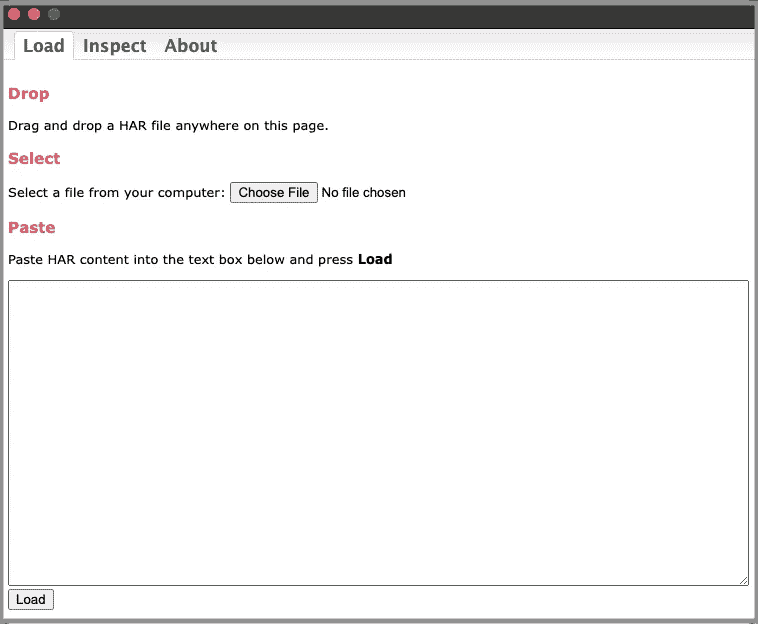 Load Inspect About
Drop
Drag and drop a HAR file anywhere on this page.
Select
Select a file from your computer: Choose File No file chosen
Paste
Paste HAR content into the text box below and press Load
Load